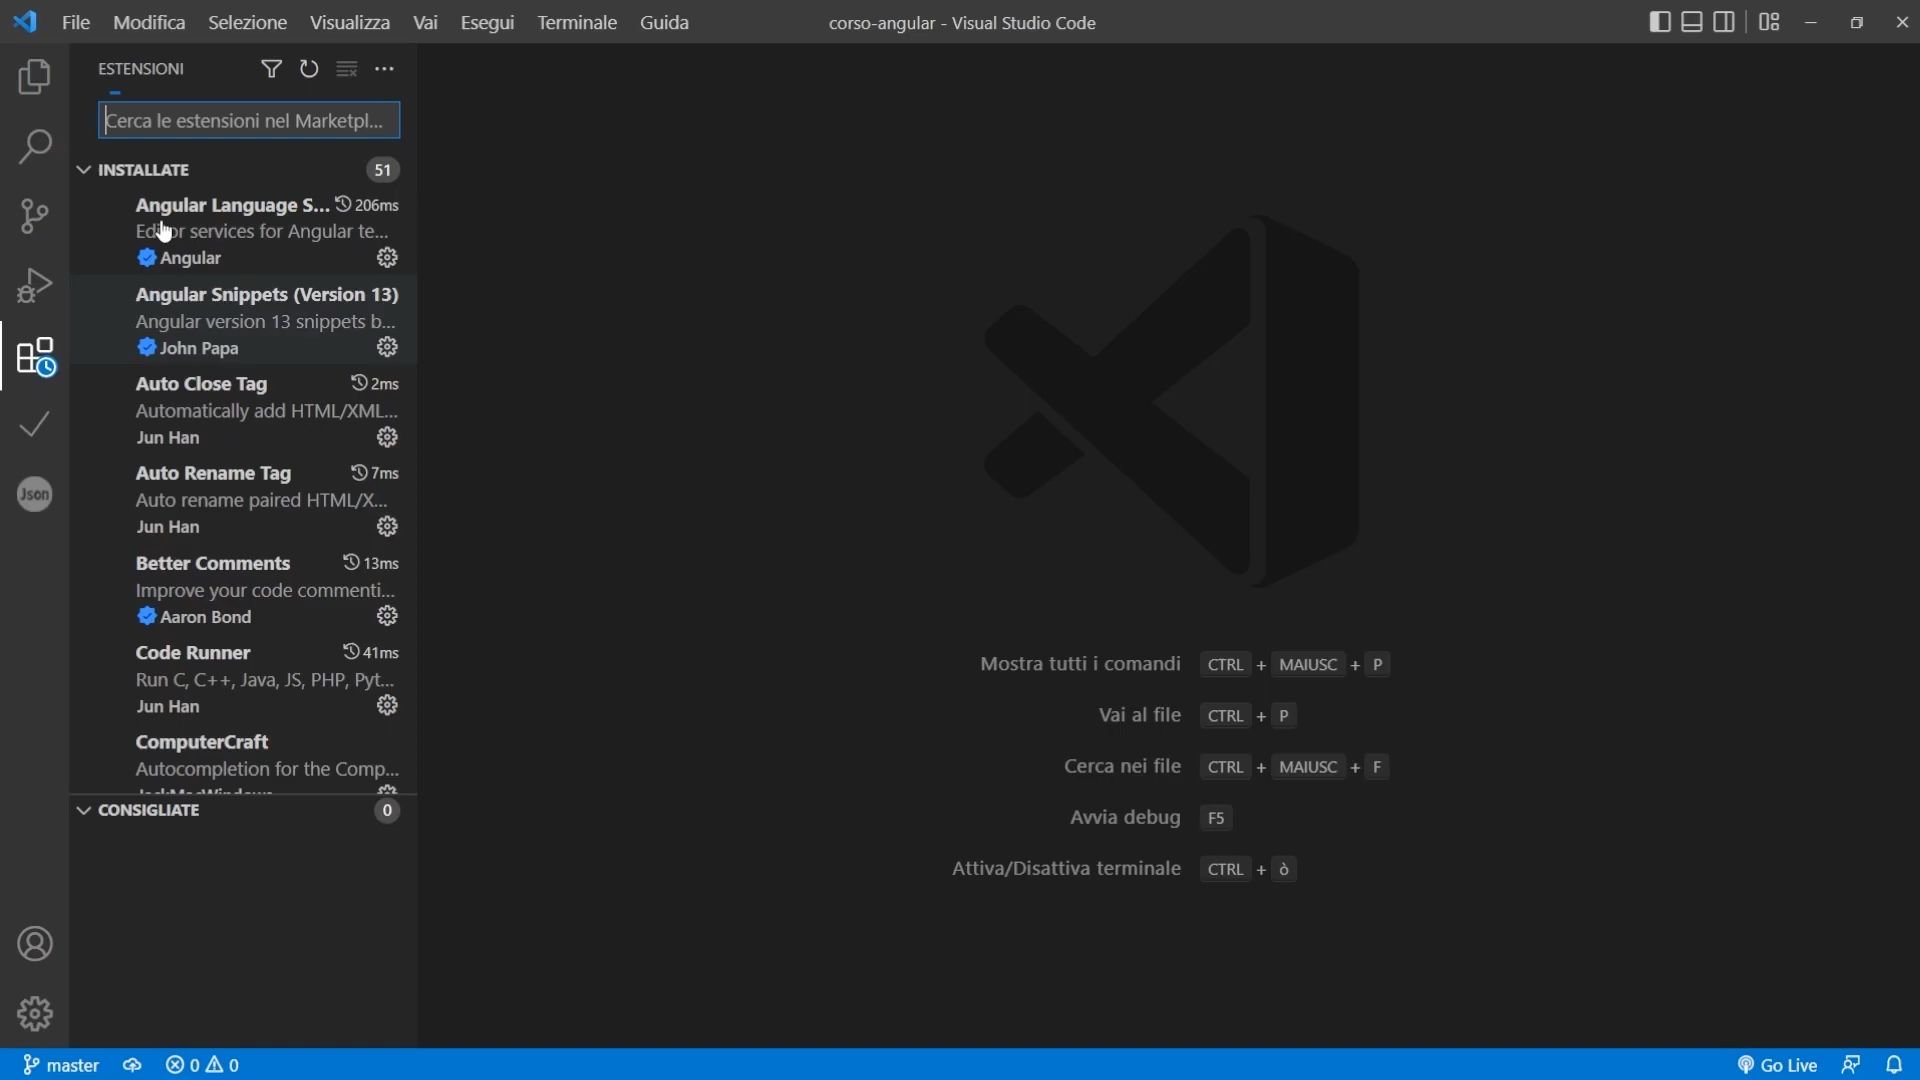 File Modifica Selezione Visualizza Vai Esegui Terminale Guida corso-angular - Visual Studio Code
ESTENSIONI
Cerca le estensioni nel Marketpl...
INSTALLATE 51
Angular Language S... 206ms
Editor services for Angular te...
Angular
Angular Snippets (Version 13)
Angular version 13 snippets b...
John Papa
Auto Close Tag 2ms
Automatically add HTML/XML...
Jun Han
Auto Rename Tag 7ms
Auto rename paired HTML/X...
Jun Han
Better Comments 13ms
Improve your code commenti...
Aaron Bond
Code Runner 41ms
Run C, C++, Java, JS, PHP, Pyt...
Jun Han
ComputerCraft
Autocompletion for the Comp...
CONSIGLIATE 0
Json
Mostra tutti i comandi CTRL + MAIUSC + P
Vai al file CTRL + P
Cerca nei file CTRL + MAIUSC + F
Avvia debug F5
Attiva/Disattiva terminale CTRL + ò
master 0 0 Go Live